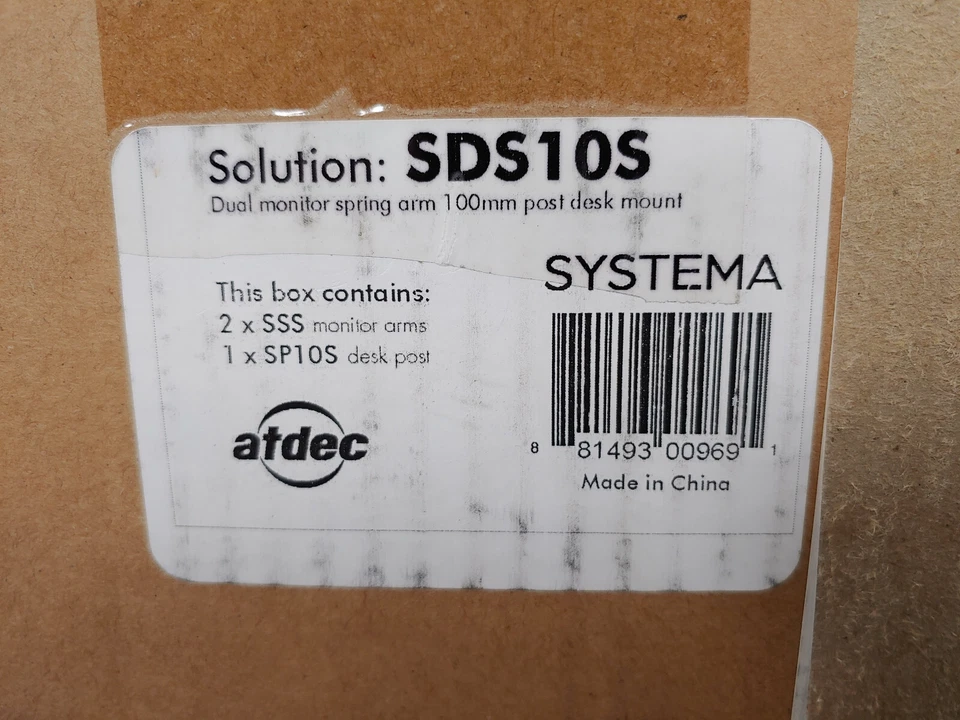 Solution: SDS10S
Dual monitor spring arm 100mm post desk mount
SYSTEMA
This box contains:
2 x SSS monitor arms
1 x SP10S desk post
atdec
8 81493 00969 1
Made in China